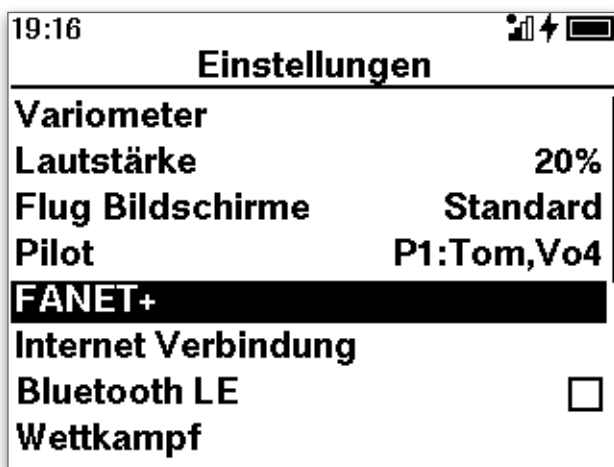 19:16
Einstellungen
Variometer
Lautstärke 20%
Flug Bildschirme Standard
Pilot P1:Tom,Vo4
FANET+
Internet Verbindung
Bluetooth LE
Wettkampf